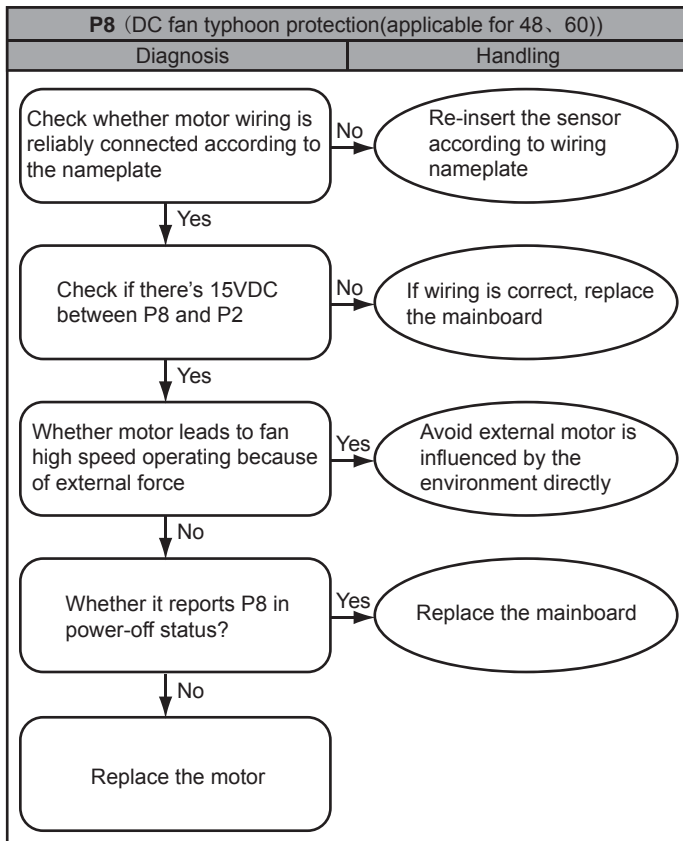 P8（DC fan typhoon protection(applicable for 48、60))
Diagnosis
Handling
Check whether motor wiring is
reliably connected according to
the nameplate
No
Re-insert the sensor
according to wiring
nameplate
Yes
Check if there's 15VDC
between P8 and P2
No
If wiring is correct, replace
the mainboard
Yes
Whether motor leads to fan
high speed operating because
of external force
Yes
Avoid external motor is
influenced by the
environment directly
No
Whether it reports P8 in
power-off status?
Yes
Replace the mainboard
No
Replace the motor